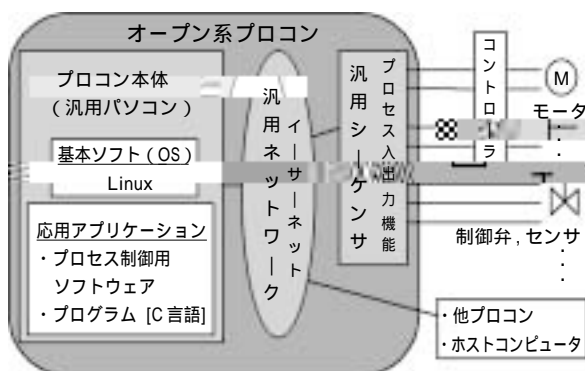 オープン系プロコン
プロコン本体
（汎用パソコン）
基本ソフト（OS）
Linux
応用アプリケーション
・プロセス制御用
ソフトウェア
・プログラム [C 言語]
汎用ネットワーク
イーサーネット
汎用シーケンサ
プロセス入出力機能
コントローラ
M
モータ
・
・
・
制御弁，センサ
・
・
・
・他プロコン
・ホストコンピュータ